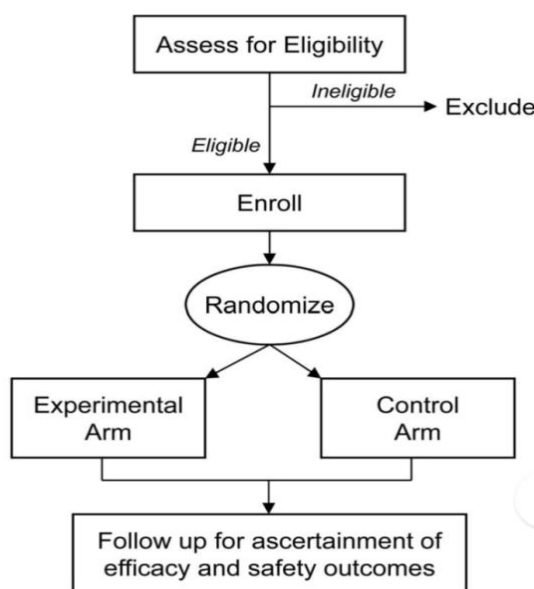 Assess for Eligibility
Ineligible
Exclude
Eligible
Enroll
Randomize
Experimental
Arm
Control
Arm
Follow up for ascertainment of
efficacy and safety outcomes